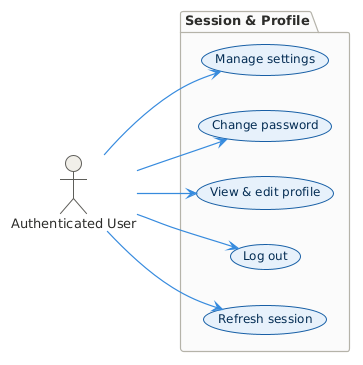 Session & Profile
Manage settings
Change password
View & edit profile
Authenticated User
Log out
Refresh session